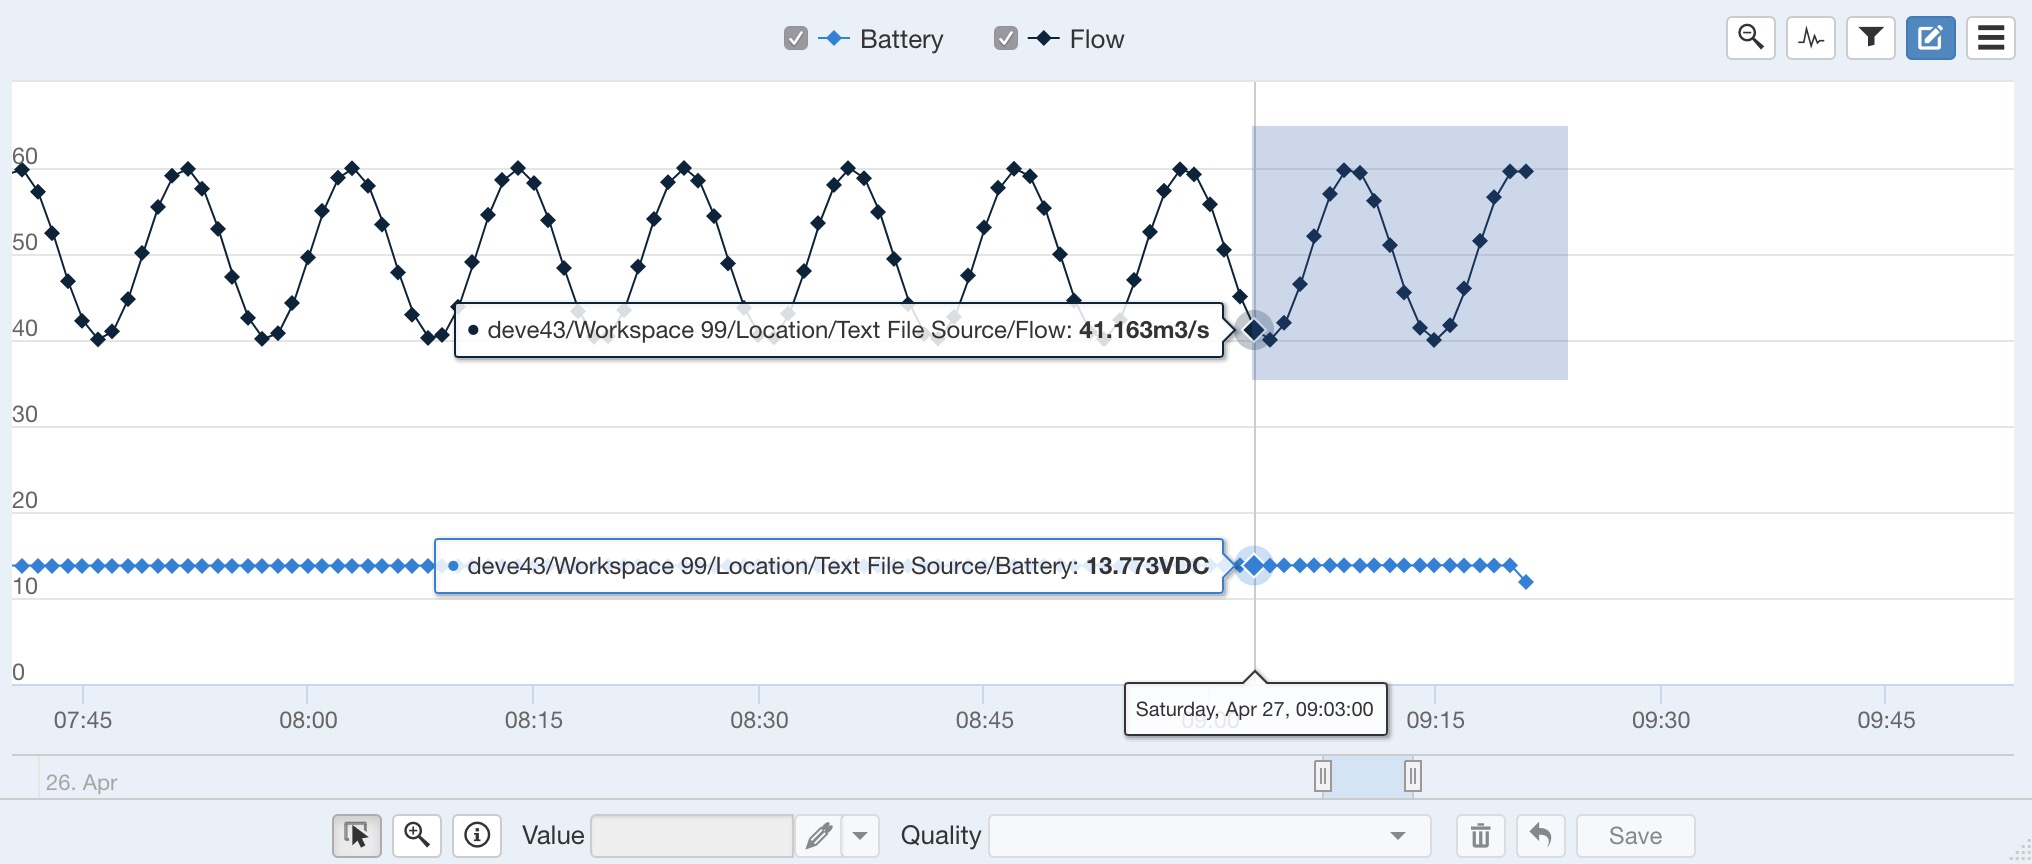 Battery Flow
60
50
40
30
20
10
0
deve43/Workspace 99/Location/Text File Source/Flow: 41.163m3/s
deve43/Workspace 99/Location/Text File Source/Battery: 13.773VDC
Saturday, Apr 27, 09:03:00
07:45 08:00 08:15 08:30 08:45 09:00 09:15 09:30 09:45
26. Apr
Value Quality Save